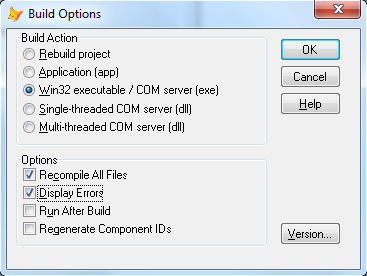 Build Options
Build Action
Rebuild project
Application (app)
Win32 executable / COM server (exe)
Single-threaded COM server (dll)
Multi-threaded COM server (dll)
OK
Cancel
Help
Options
Recompile All Files
Display Errors
Run After Build
Regenerate Component IDs
Version...